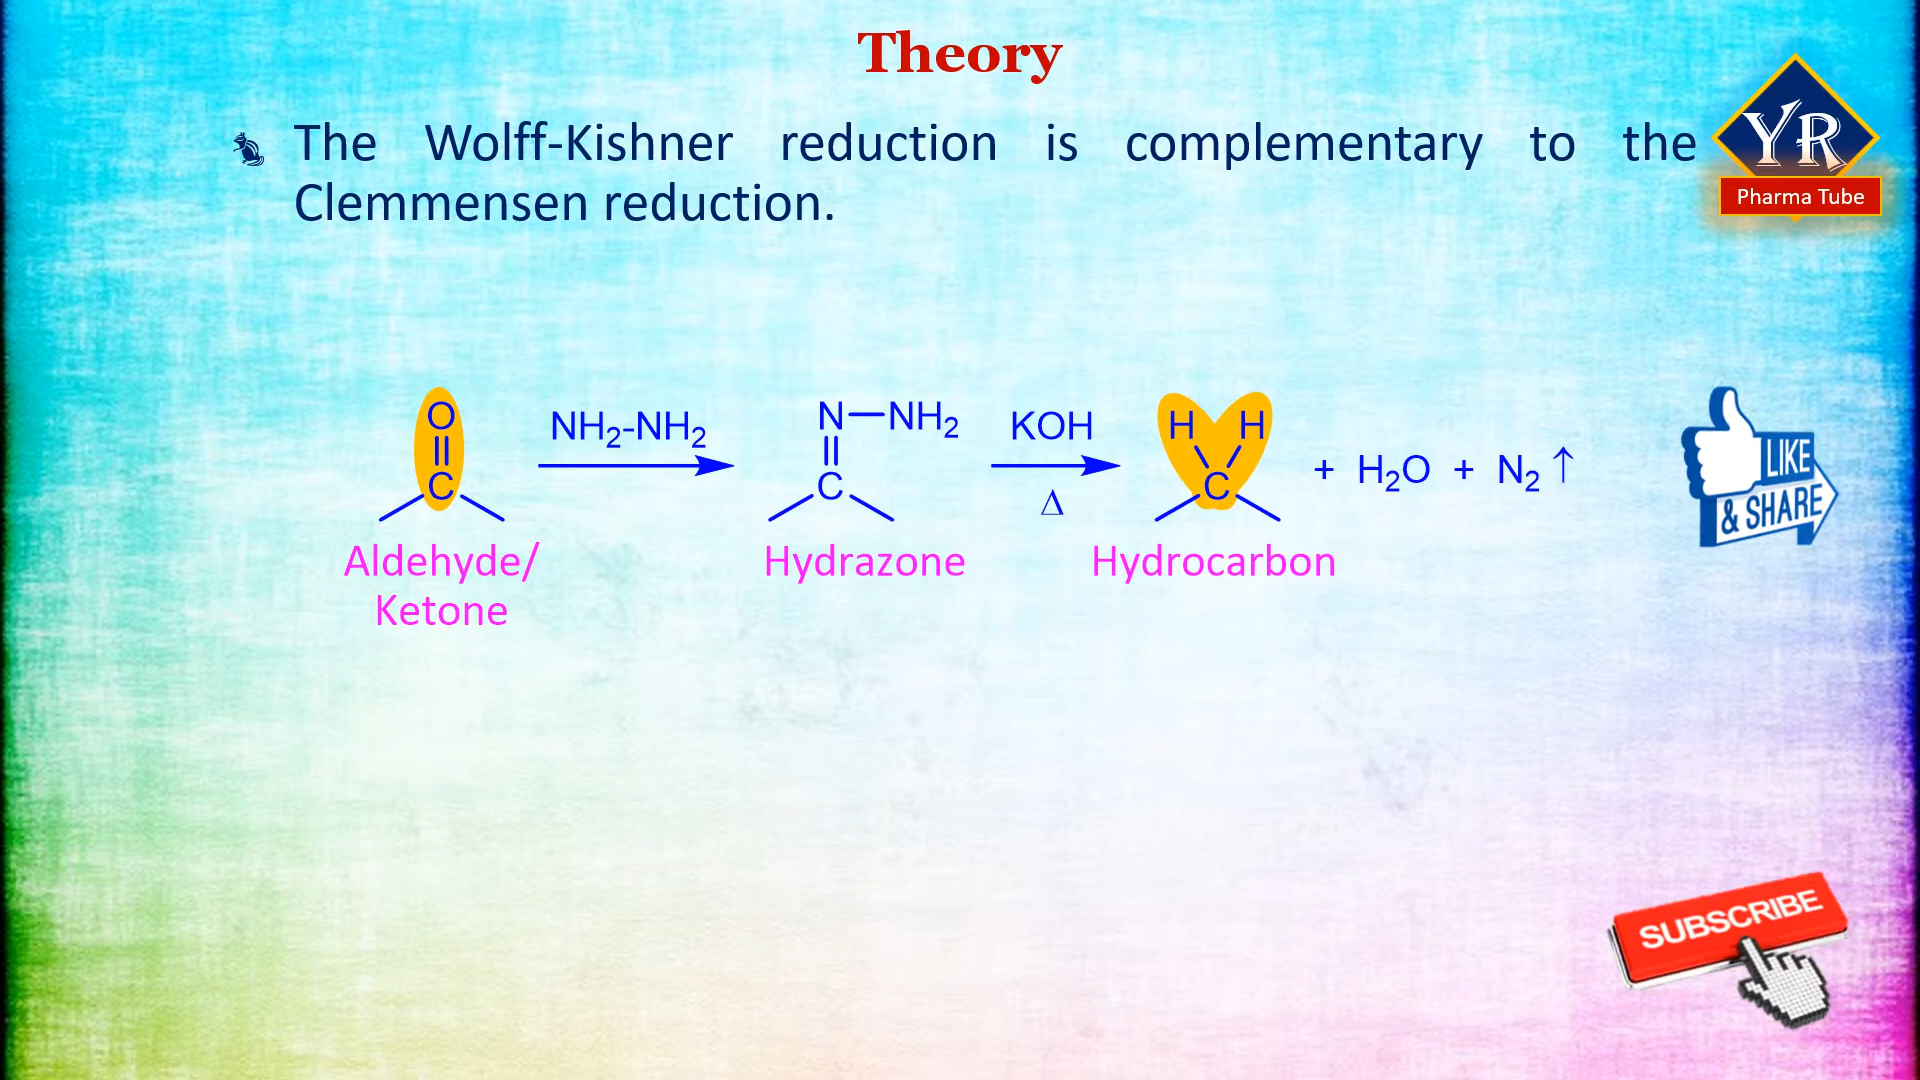 Theory
The Wolff-Kishner reduction is complementary to the
Clemmensen reduction.
YR
Pharma Tube
O
C
NH₂-NH₂
N—NH₂
C
KOH
Δ
H H
C
+ H₂O + N₂ ↑
Aldehyde/
Ketone
Hydrazone
Hydrocarbon
LIKE
& SHARE
SUBSCRIBE